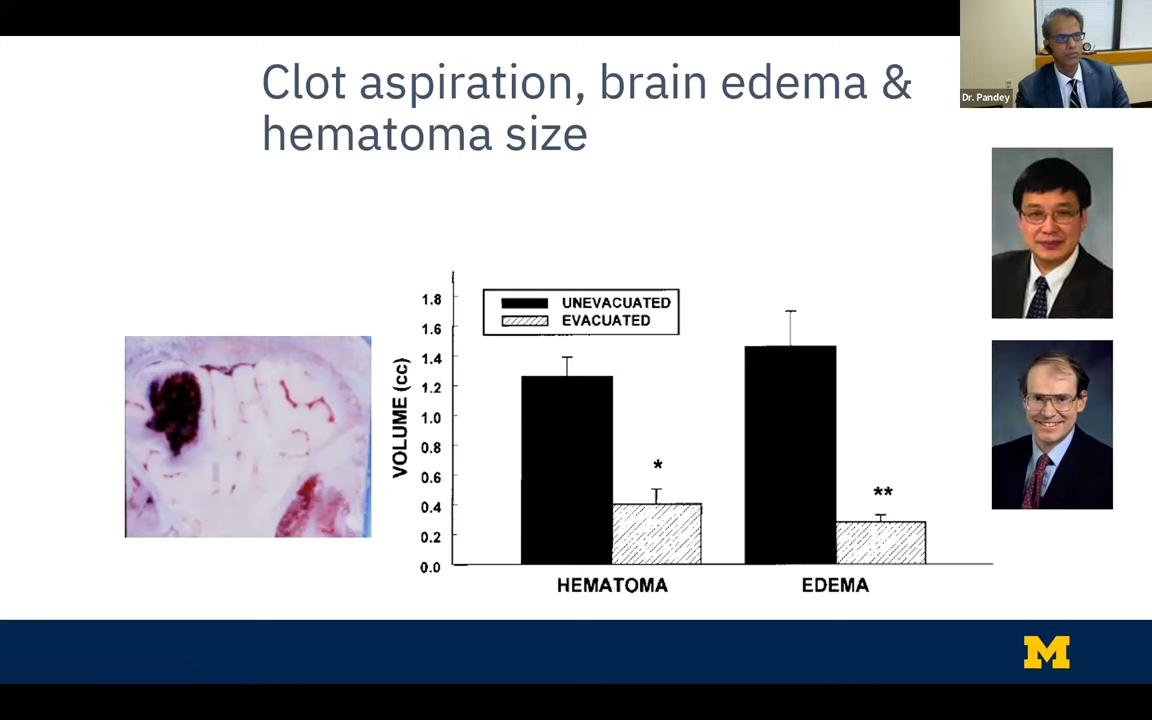 Clot aspiration, brain edema &
hematoma size
Dr. Pandey
UNEVACUATED
EVACUATED
VOLUME (cc)
1.8
1.6
1.4
1.2
1.0
0.8
0.6
0.4
0.2
0.0
*
**
HEMATOMA
EDEMA
M